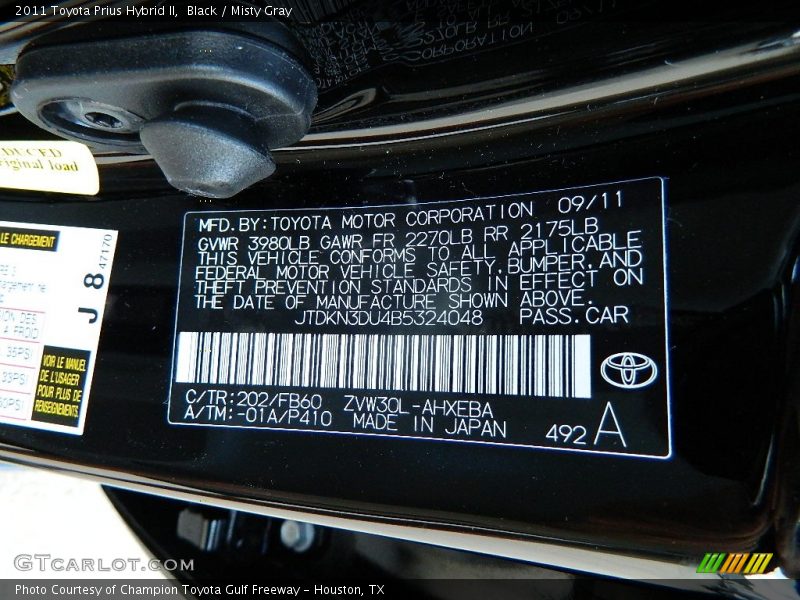 2011 Toyota Prius Hybrid II,  Black / Misty Gray
DUCED
original load
LE CHARGEMENT
47170
J 8
VOIR LE MANUEL
DE L'USAGER
POUR PLUS DE
RENSEIGNEMENTS
MFD. BY: TOYOTA MOTOR CORPORATION 09/11
GVWR 3980LB GAWR FR 2270LB RR 2175LB
THIS VEHICLE CONFORMS TO ALL APPLICABLE
FEDERAL MOTOR VEHICLE SAFETY, BUMPER, AND
THEFT PREVENTION STANDARDS IN EFFECT ON
THE DATE OF MANUFACTURE SHOWN ABOVE.
JTDKN3DU4B5324048 PASS. CAR
C/TR: 202/FB60 ZVW30L-AHXEBA
A/TM: -01A/P410 MADE IN JAPAN
492 A
GTCarLot.com
Photo Courtesy of Champion Toyota Gulf Freeway - Houston, TX